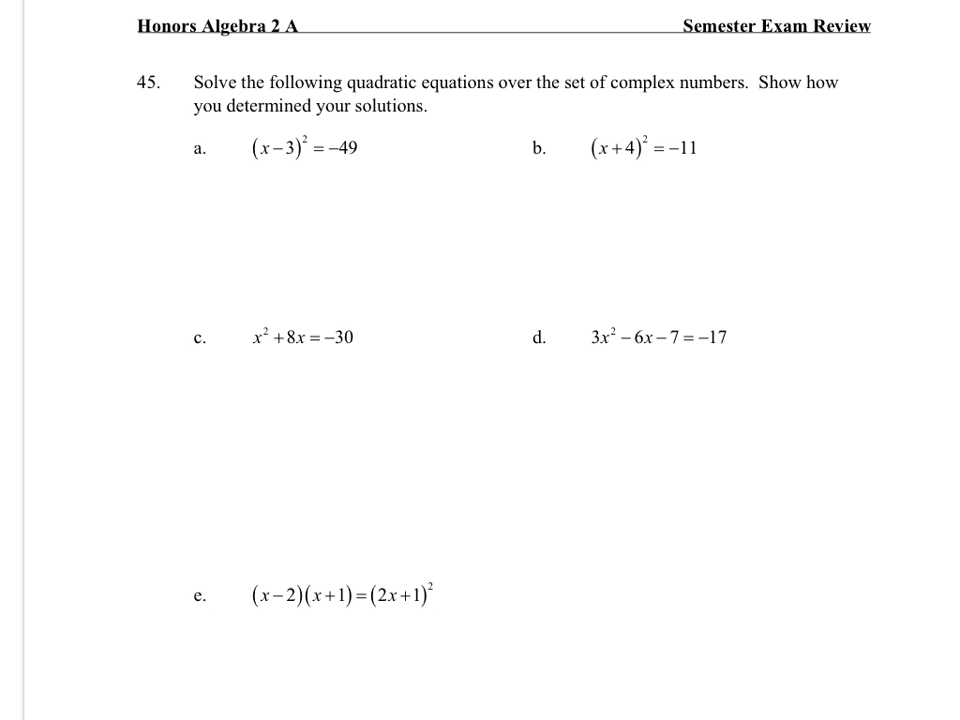 Honors Algebra 2 A Semester Exam Review
45. Solve the following quadratic equations over the set of complex numbers. Show how
you determined your solutions.
a. (x−3)² = −49 b. (x+4)² = −11
c. x² + 8x = −30 d. 3x² − 6x − 7 = −17
e. (x−2)(x+1) = (2x+1)²